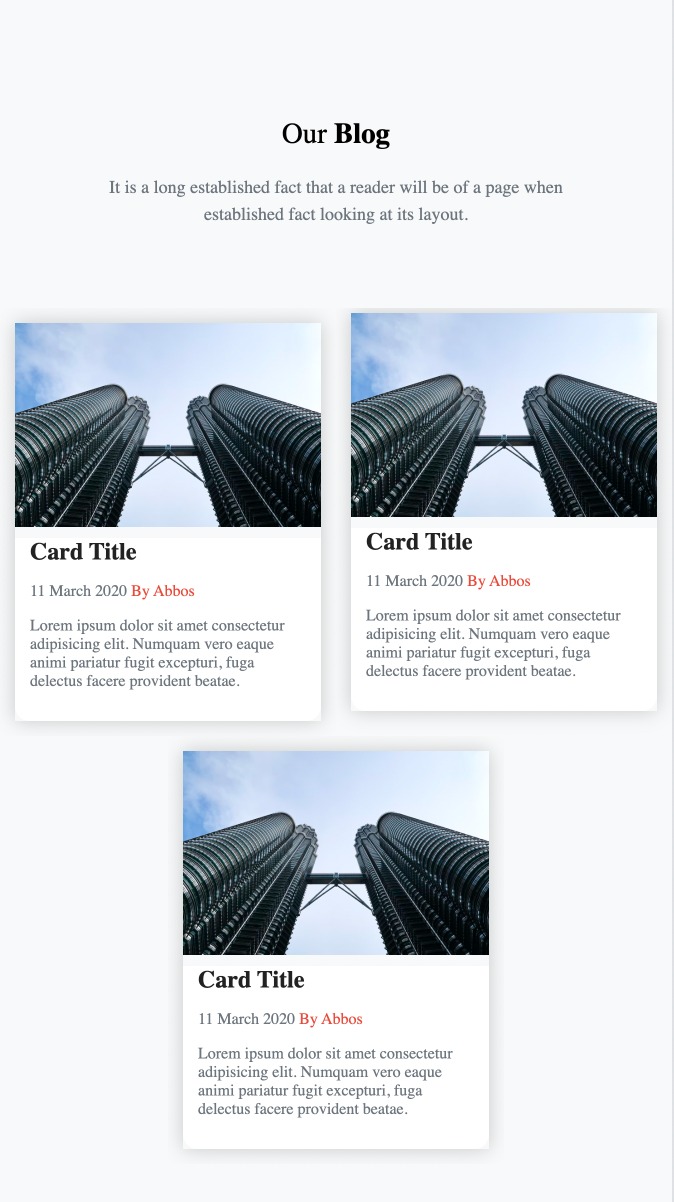 Our Blog
It is a long established fact that a reader will be of a page when
established fact looking at its layout.
Card Title
11 March 2020 By Abbos
Lorem ipsum dolor sit amet consectetur
adipisicing elit. Numquam vero eaque
animi pariatur fugit excepturi, fuga
delectus facere provident beatae.
Card Title
11 March 2020 By Abbos
Lorem ipsum dolor sit amet consectetur
adipisicing elit. Numquam vero eaque
animi pariatur fugit excepturi, fuga
delectus facere provident beatae.
Card Title
11 March 2020 By Abbos
Lorem ipsum dolor sit amet consectetur
adipisicing elit. Numquam vero eaque
animi pariatur fugit excepturi, fuga
delectus facere provident beatae.